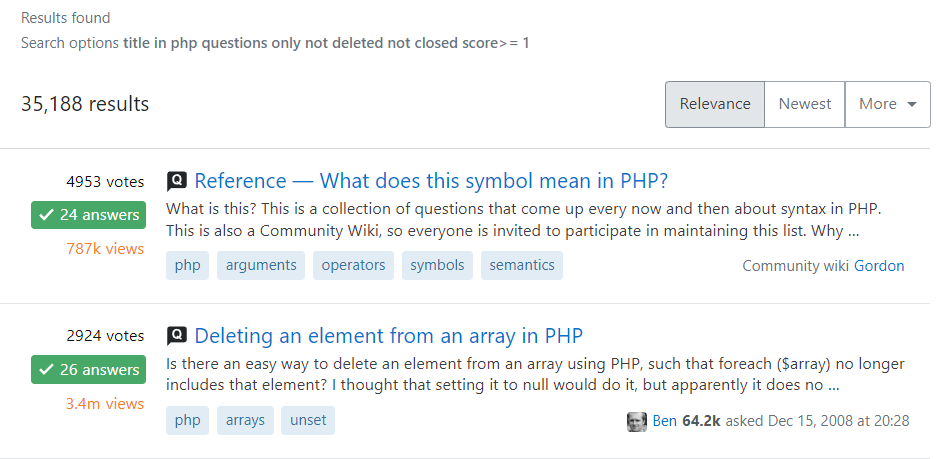 Results found
Search options title in php questions only not deleted not closed score>= 1
35,188 results
Relevance
Newest
More
4953 votes
24 answers
787k views
Q
Reference — What does this symbol mean in PHP?
What is this? This is a collection of questions that come up every now and then about syntax in PHP.
This is also a Community Wiki, so everyone is invited to participate in maintaining this list. Why ...
php arguments operators symbols semantics
Community wiki Gordon
2924 votes
26 answers
3.4m views
Q
Deleting an element from an array in PHP
Is there an easy way to delete an element from an array using PHP, such that foreach ($array) no longer
includes that element? I thought that setting it to null would do it, but apparently it does no ...
php arrays unset
Ben 64.2k asked Dec 15, 2008 at 20:28